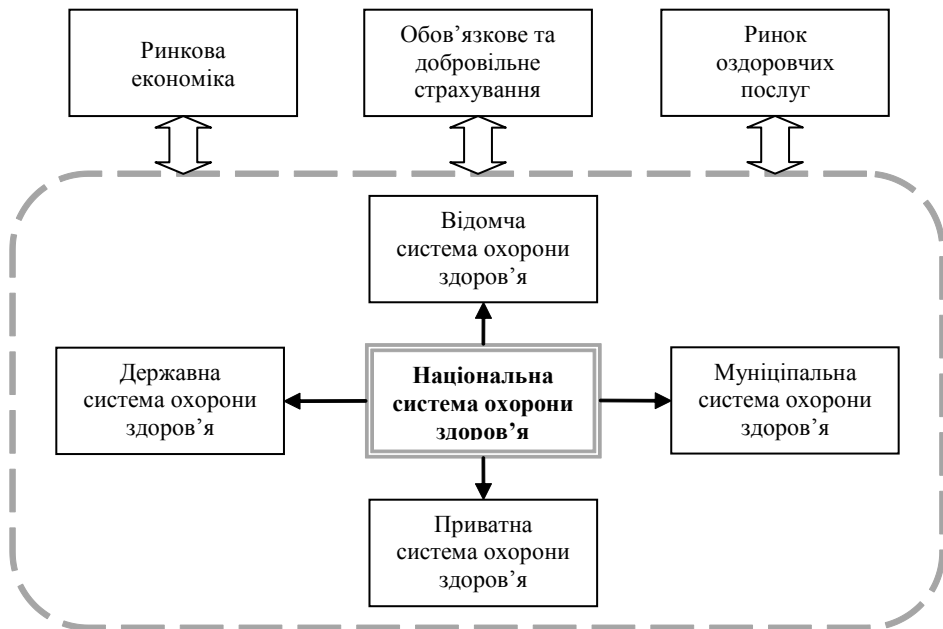 Ринкова
економіка
Обов’язкове та
добровільне
страхування
Ринок
оздоровчих
послуг
Відомча
система охорони
здоров’я
Державна
система охорони
здоров’я
Національна
система охорони
здоров’я
Муніципальна
система охорони
здоров’я
Приватна
система охорони
здоров’я